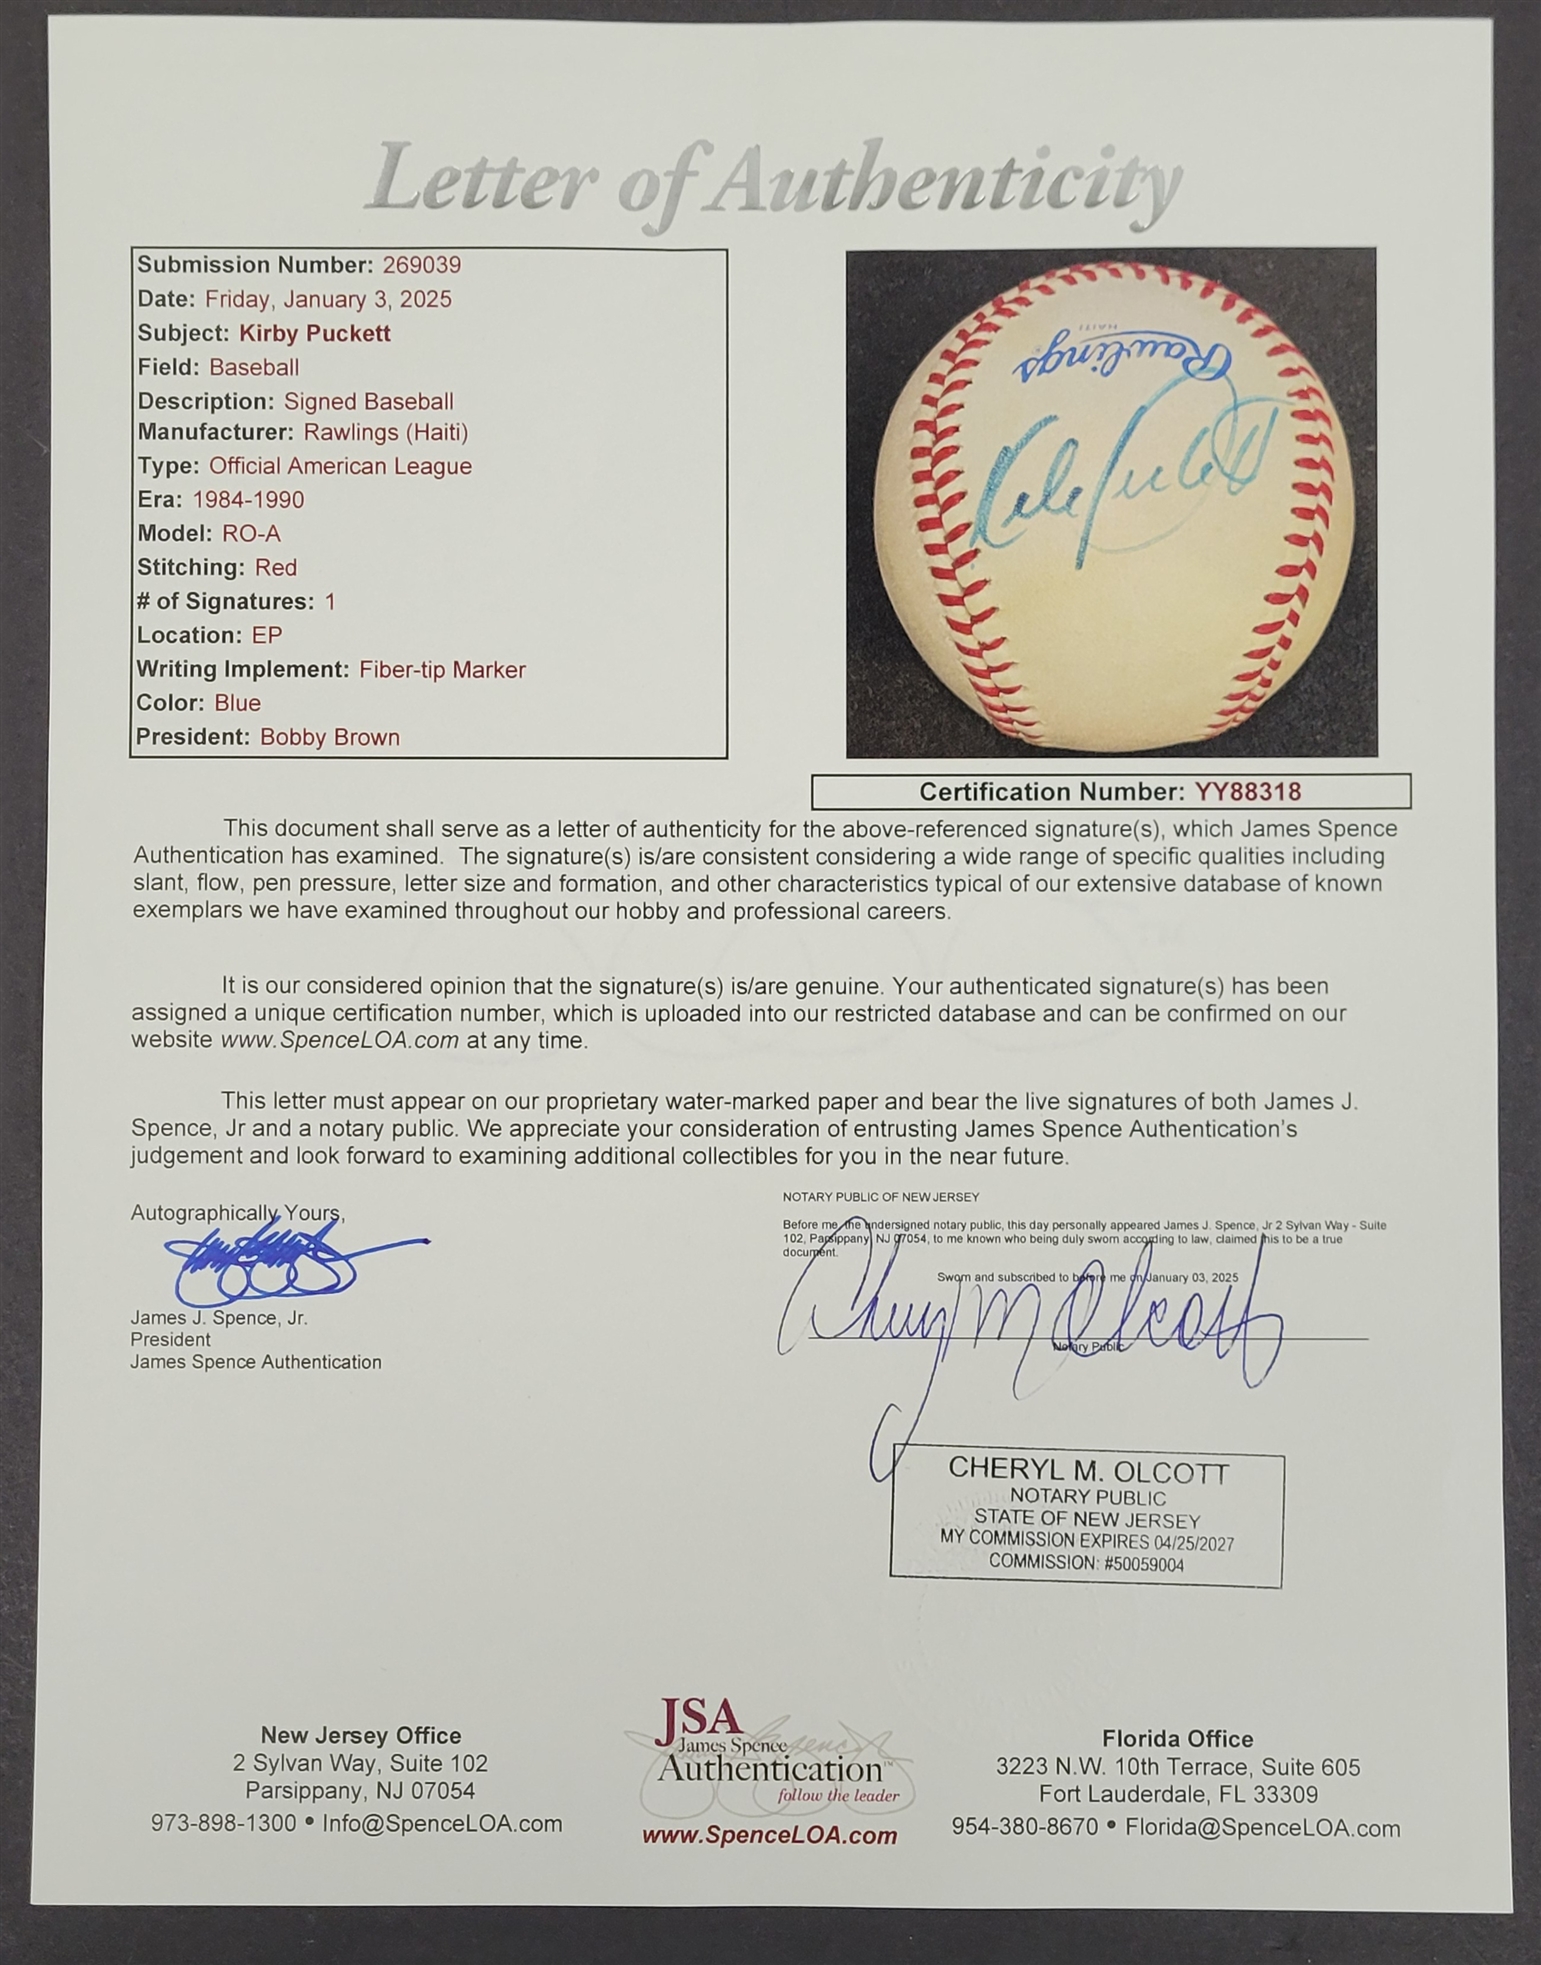 Letter of Authenticity
Submission Number: 269039
Date: Friday, January 3, 2025
Subject: Kirby Puckett
Field: Baseball
Description: Signed Baseball
Manufacturer: Rawlings (Haiti)
Type: Official American League
Era: 1984-1990
Model: RO-A
Stitching: Red
# of Signatures: 1
Location: EP
Writing Implement: Fiber-tip Marker
Color: Blue
President: Bobby Brown
HAITI
Rawlings
Kirby Puckett
Certification Number: YY88318
This document shall serve as a letter of authenticity for the above-referenced signature(s), which James Spence
Authentication has examined. The signature(s) is/are consistent considering a wide range of specific qualities including
slant, flow, pen pressure, letter size and formation, and other characteristics typical of our extensive database of known
exemplars we have examined throughout our hobby and professional careers.
It is our considered opinion that the signature(s) is/are genuine. Your authenticated signature(s) has been
assigned a unique certification number, which is uploaded into our restricted database and can be confirmed on our
website www.SpenceLOA.com at any time.
This letter must appear on our proprietary water-marked paper and bear the live signatures of both James J.
Spence, Jr and a notary public. We appreciate your consideration of entrusting James Spence Authentication's
judgement and look forward to examining additional collectibles for you in the near future.
Autographically Yours,
James J. Spence, Jr.
President
James Spence Authentication
NOTARY PUBLIC OF NEW JERSEY
Before me, the undersigned notary public, this day personally appeared James J. Spence, Jr 2 Sylvan Way - Suite
102, Parsippany, NJ 07054, to me known who being duly sworn according to law, claimed this to be a true
document.
Sworn and subscribed to before me on January 03, 2025
Cheryl M Olcott
Notary Public
CHERYL M. OLCOTT
NOTARY PUBLIC
STATE OF NEW JERSEY
MY COMMISSION EXPIRES 04/25/2027
COMMISSION: #50059004
New Jersey Office
2 Sylvan Way, Suite 102
Parsippany, NJ 07054
973-898-1300 • Info@SpenceLOA.com
JSA
James Spence
Authentication™
follow the leader
www.SpenceLOA.com
Florida Office
3223 N.W. 10th Terrace, Suite 605
Fort Lauderdale, FL 33309
954-380-8670 • Florida@SpenceLOA.com